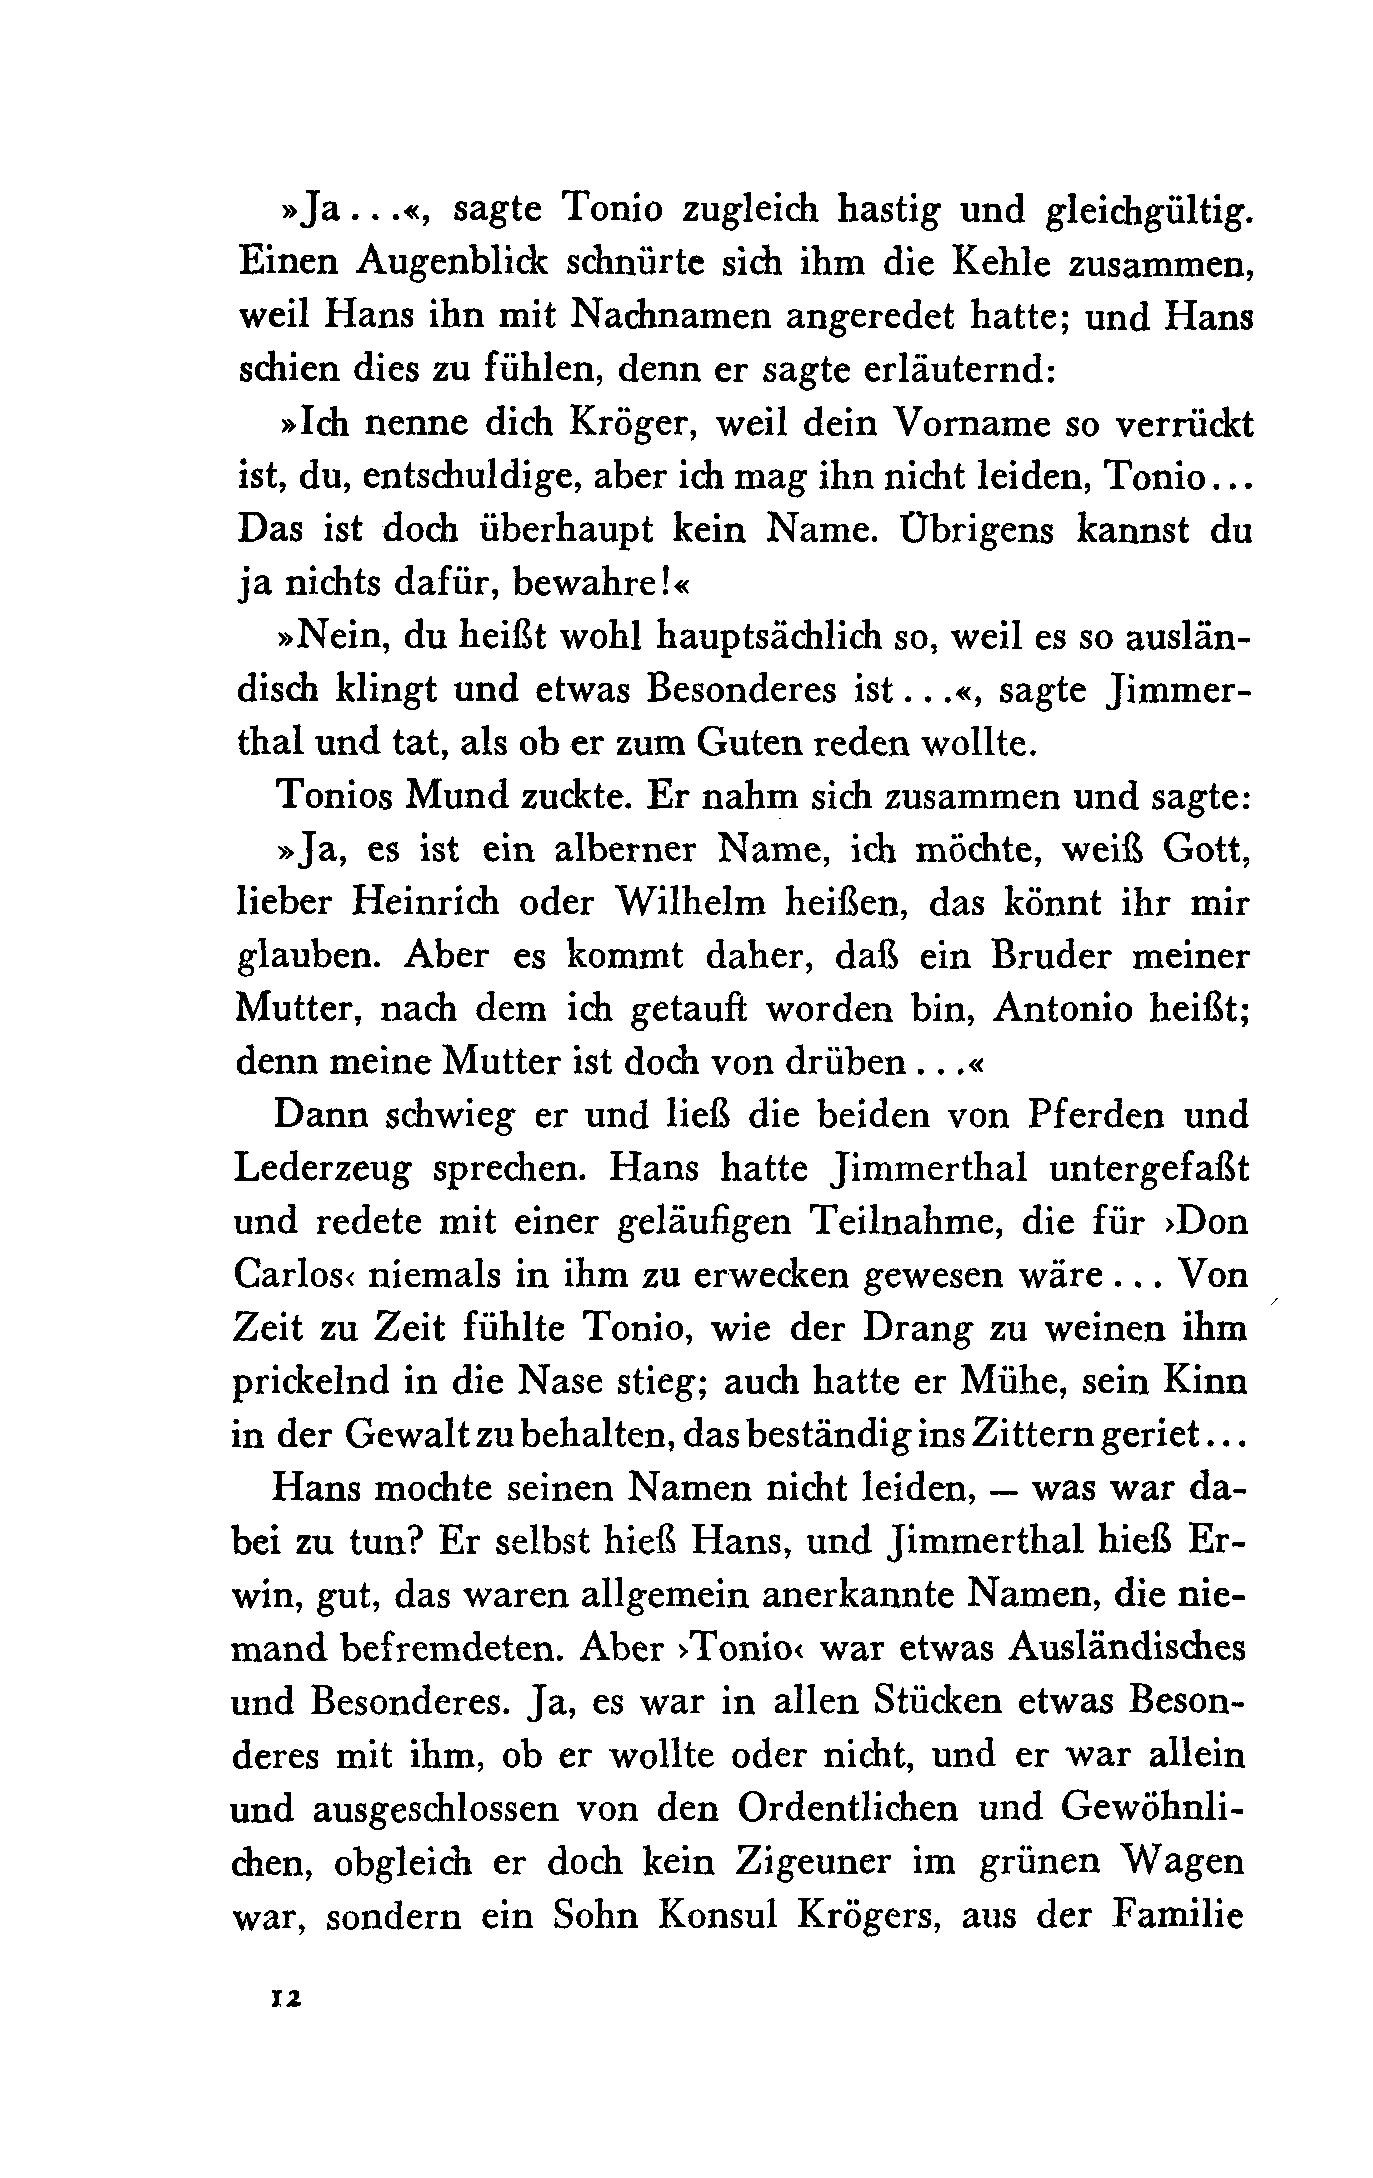 »Ja...«, sagte Tonio zugleich hastig und gleichgültig.
Einen Augenblick schnürte sich ihm die Kehle zusammen,
weil Hans ihn mit Nachnamen angeredet hatte; und Hans
schien dies zu fühlen, denn er sagte erläuternd:
»Ich nenne dich Kröger, weil dein Vorname so verrückt
ist, du, entschuldige, aber ich mag ihn nicht leiden, Tonio...
Das ist doch überhaupt kein Name. Übrigens kannst du
ja nichts dafür, bewahre!«
»Nein, du heißt wohl hauptsächlich so, weil es so auslän-
disch klingt und etwas Besonderes ist...«, sagte Jimmer-
thal und tat, als ob er zum Guten reden wollte.
Tonios Mund zuckte. Er nahm sich zusammen und sagte:
»Ja, es ist ein alberner Name, ich möchte, weiß Gott,
lieber Heinrich oder Wilhelm heißen, das könnt ihr mir
glauben. Aber es kommt daher, daß ein Bruder meiner
Mutter, nach dem ich getauft worden bin, Antonio heißt;
denn meine Mutter ist doch von drüben...«
Dann schwieg er und ließ die beiden von Pferden und
Lederzeug sprechen. Hans hatte Jimmerthal untergefaßt
und redete mit einer geläufigen Teilnahme, die für ›Don
Carlos‹ niemals in ihm zu erwecken gewesen wäre... Von
Zeit zu Zeit fühlte Tonio, wie der Drang zu weinen ihm
prickelnd in die Nase stieg; auch hatte er Mühe, sein Kinn
in der Gewalt zu behalten, das beständig ins Zittern geriet...
Hans mochte seinen Namen nicht leiden, – was war da-
bei zu tun? Er selbst hieß Hans, und Jimmerthal hieß Er-
win, gut, das waren allgemein anerkannte Namen, die nie-
mand befremdeten. Aber ›Tonio‹ war etwas Ausländisches
und Besonderes. Ja, es war in allen Stücken etwas Beson-
deres mit ihm, ob er wollte oder nicht, und er war allein
und ausgeschlossen von den Ordentlichen und Gewöhnli-
chen, obgleich er doch kein Zigeuner im grünen Wagen
war, sondern ein Sohn Konsul Krögers, aus der Familie
12